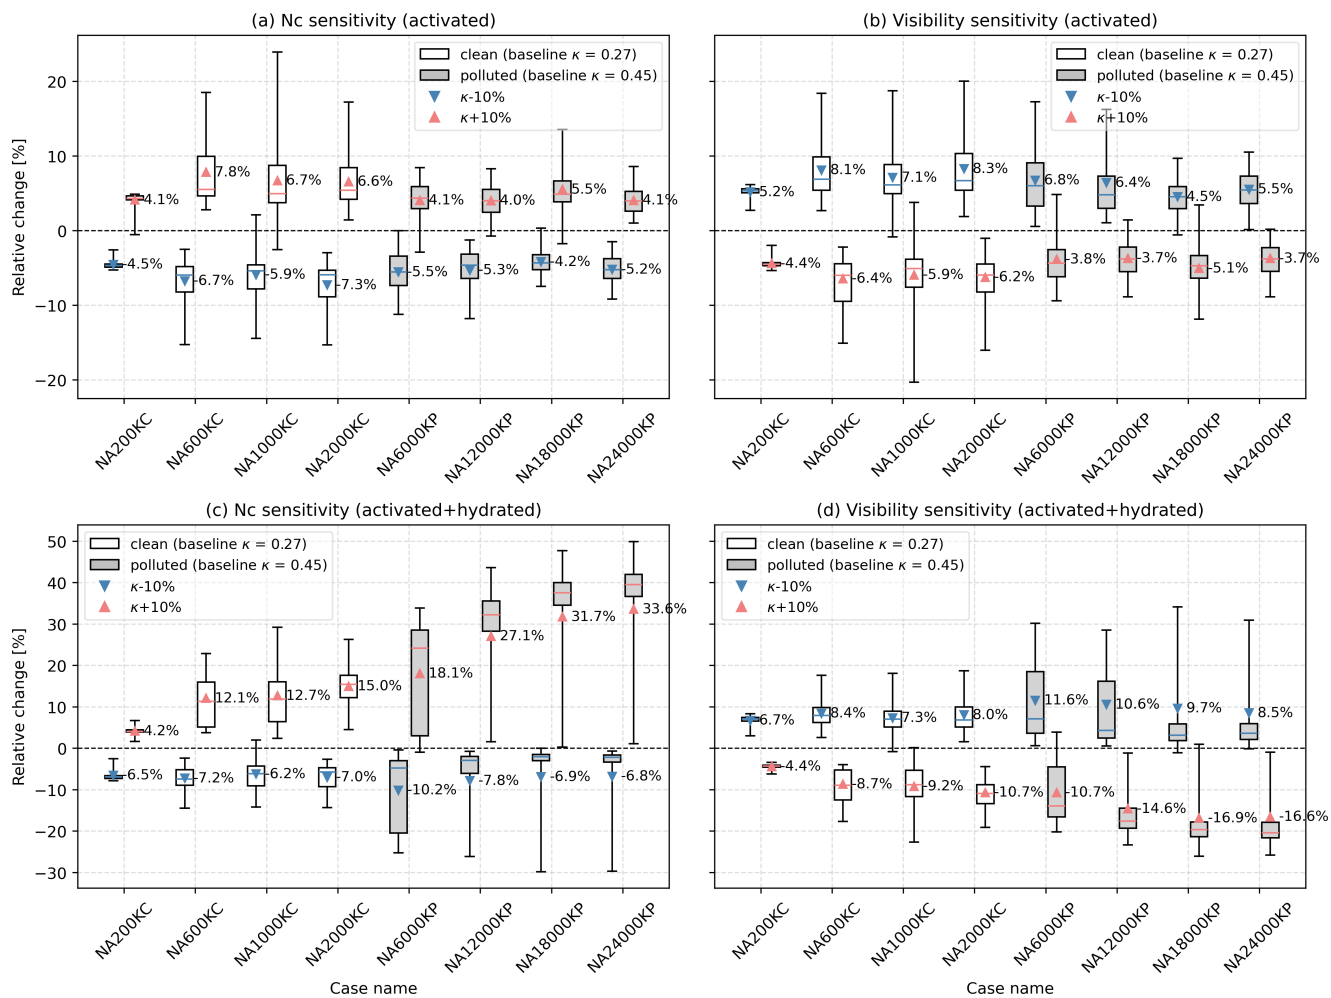 (a) Nc sensitivity (activated)
clean (baseline κ = 0.27)
polluted (baseline κ = 0.45)
κ-10%
κ+10%
Relative change [%]
20
10
0
−10
−20
4.1%
7.8%
6.7%
6.6%
4.1%
4.0%
5.5%
4.1%
-4.5%
-6.7%
-5.9%
-7.3%
-5.5%
-5.3%
-4.2%
-5.2%
NA200KC
NA600KC
NA1000KC
NA2000KC
NA6000KP
NA12000KP
NA18000KP
NA24000KP
(b) Visibility sensitivity (activated)
clean (baseline κ = 0.27)
polluted (baseline κ = 0.45)
κ-10%
κ+10%
5.2%
8.1%
7.1%
8.3%
6.8%
6.4%
4.5%
5.5%
-4.4%
-6.4%
-5.9%
-6.2%
-3.8%
-3.7%
-5.1%
-3.7%
NA200KC
NA600KC
NA1000KC
NA2000KC
NA6000KP
NA12000KP
NA18000KP
NA24000KP
(c) Nc sensitivity (activated+hydrated)
clean (baseline κ = 0.27)
polluted (baseline κ = 0.45)
κ-10%
κ+10%
Relative change [%]
50
40
30
20
10
0
−10
−20
−30
4.2%
12.1%
12.7%
15.0%
18.1%
27.1%
31.7%
33.6%
-6.5%
-7.2%
-6.2%
-7.0%
-10.2%
-7.8%
-6.9%
-6.8%
NA200KC
NA600KC
NA1000KC
NA2000KC
NA6000KP
NA12000KP
NA18000KP
NA24000KP
Case name
(d) Visibility sensitivity (activated+hydrated)
clean (baseline κ = 0.27)
polluted (baseline κ = 0.45)
κ-10%
κ+10%
6.7%
8.4%
7.3%
8.0%
11.6%
10.6%
9.7%
8.5%
-4.4%
-8.7%
-9.2%
-10.7%
-10.7%
-14.6%
-16.9%
-16.6%
NA200KC
NA600KC
NA1000KC
NA2000KC
NA6000KP
NA12000KP
NA18000KP
NA24000KP
Case name